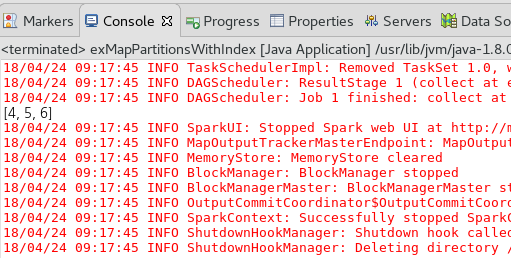 Markers Console Progress Properties Servers Data So
<terminated> exMapPartitionsWithIndex [Java Application] /usr/lib/jvm/java-1.8.0
18/04/24 09:17:45 INFO TaskSchedulerImpl: Removed TaskSet 1.0, w
18/04/24 09:17:45 INFO DAGScheduler: ResultStage 1 (collect at e
18/04/24 09:17:45 INFO DAGScheduler: Job 1 finished: collect at
[4, 5, 6]
18/04/24 09:17:45 INFO SparkUI: Stopped Spark web UI at http://m
18/04/24 09:17:45 INFO MapOutputTrackerMasterEndpoint: MapOutput
18/04/24 09:17:45 INFO MemoryStore: MemoryStore cleared
18/04/24 09:17:45 INFO BlockManager: BlockManager stopped
18/04/24 09:17:45 INFO BlockManagerMaster: BlockManagerMaster st
18/04/24 09:17:45 INFO OutputCommitCoordinator$OutputCommitCoord
18/04/24 09:17:45 INFO SparkContext: Successfully stopped SparkC
18/04/24 09:17:45 INFO ShutdownHookManager: Shutdown hook called
18/04/24 09:17:45 INFO ShutdownHookManager: Deleting directory /